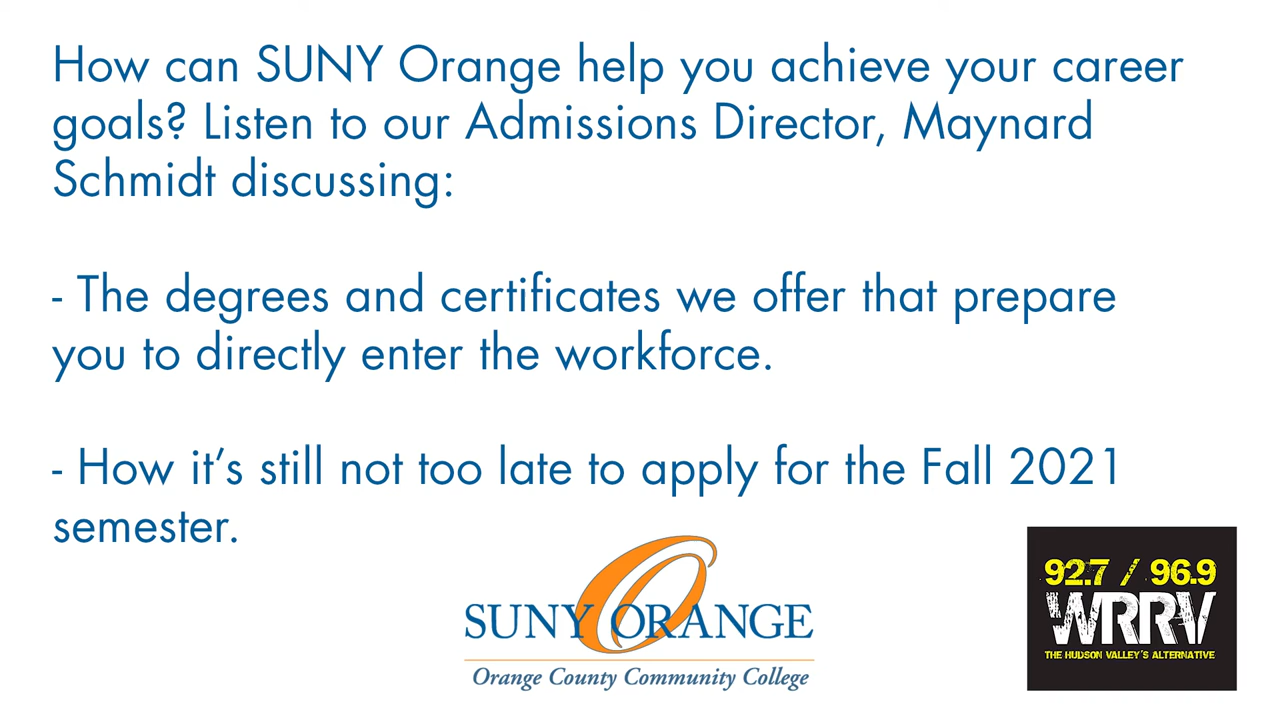 How can SUNY Orange help you achieve your career
goals? Listen to our Admissions Director, Maynard
Schmidt discussing:
- The degrees and certificates we offer that prepare
you to directly enter the workforce.
- How it's still not too late to apply for the Fall 2021
semester.
SUNY ORANGE
Orange County Community College
92.7 / 96.9
WRRV
THE HUDSON VALLEY'S ALTERNATIVE